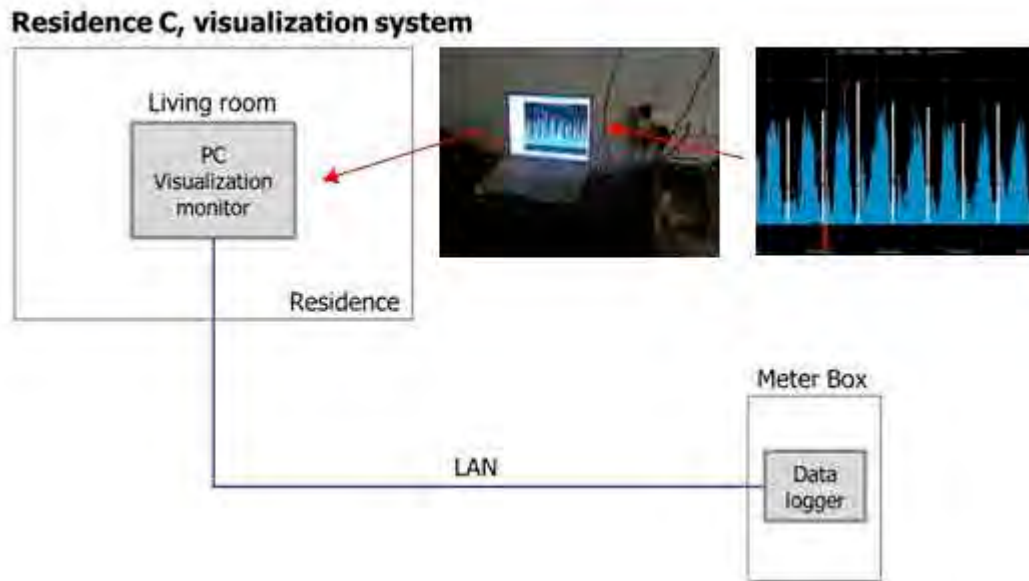 Residence C, visualization system
Living room
PC
Visualization
monitor
Residence
Meter Box
LAN
Data
logger